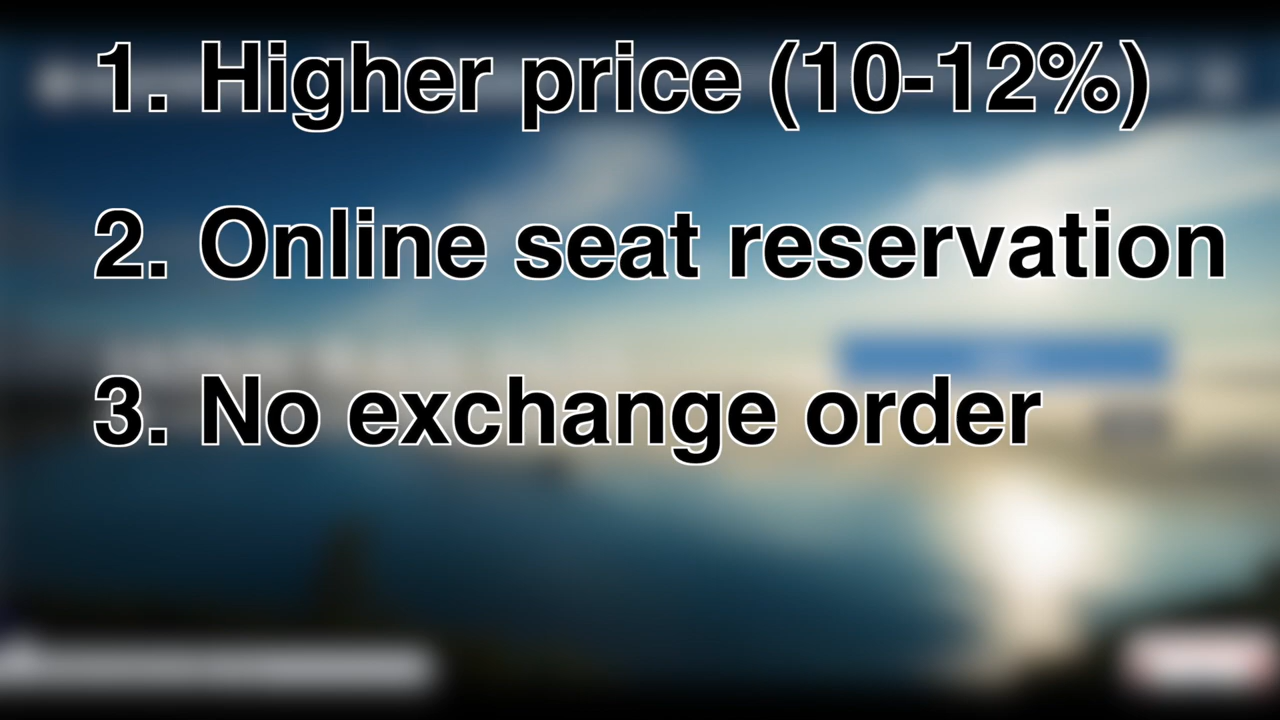 1. Higher price (10-12%)
2. Online seat reservation
3. No exchange order